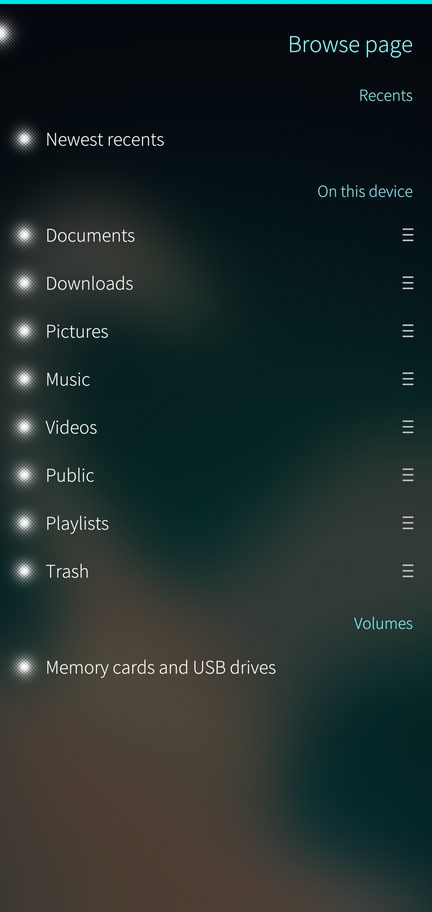 Browse page
Recents
Newest recents
On this device
Documents
Downloads
Pictures
Music
Videos
Public
Playlists
Trash
Volumes
Memory cards and USB drives